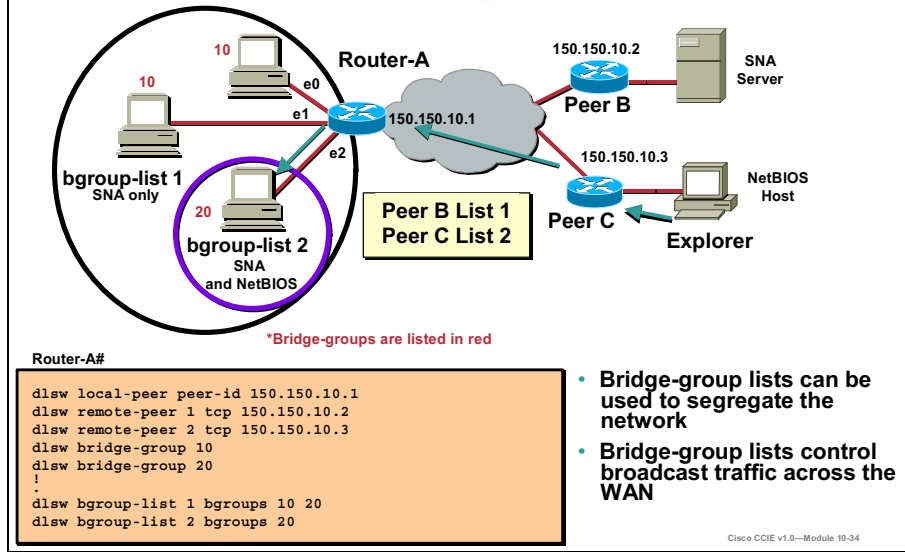 10
10
Router-A
e0
e1
e2
150.150.10.1
150.150.10.2
Peer B
SNA
Server
150.150.10.3
Peer C
NetBIOS
Host
Explorer
bgroup-list 1
SNA only
20
bgroup-list 2
SNA
and NetBIOS
Peer B List 1
Peer C List 2
*Bridge-groups are listed in red
Router-A#
dlsw local-peer peer-id 150.150.10.1
dlsw remote-peer 1 tcp 150.150.10.2
dlsw remote-peer 2 tcp 150.150.10.3
dlsw bridge-group 10
dlsw bridge-group 20
!
.
dlsw bgroup-list 1 bgroups 10 20
dlsw bgroup-list 2 bgroups 20
• Bridge-group lists can be
used to segregate the
network
• Bridge-group lists control
broadcast traffic across the
WAN
Cisco CCIE v1.0—Module 10-34